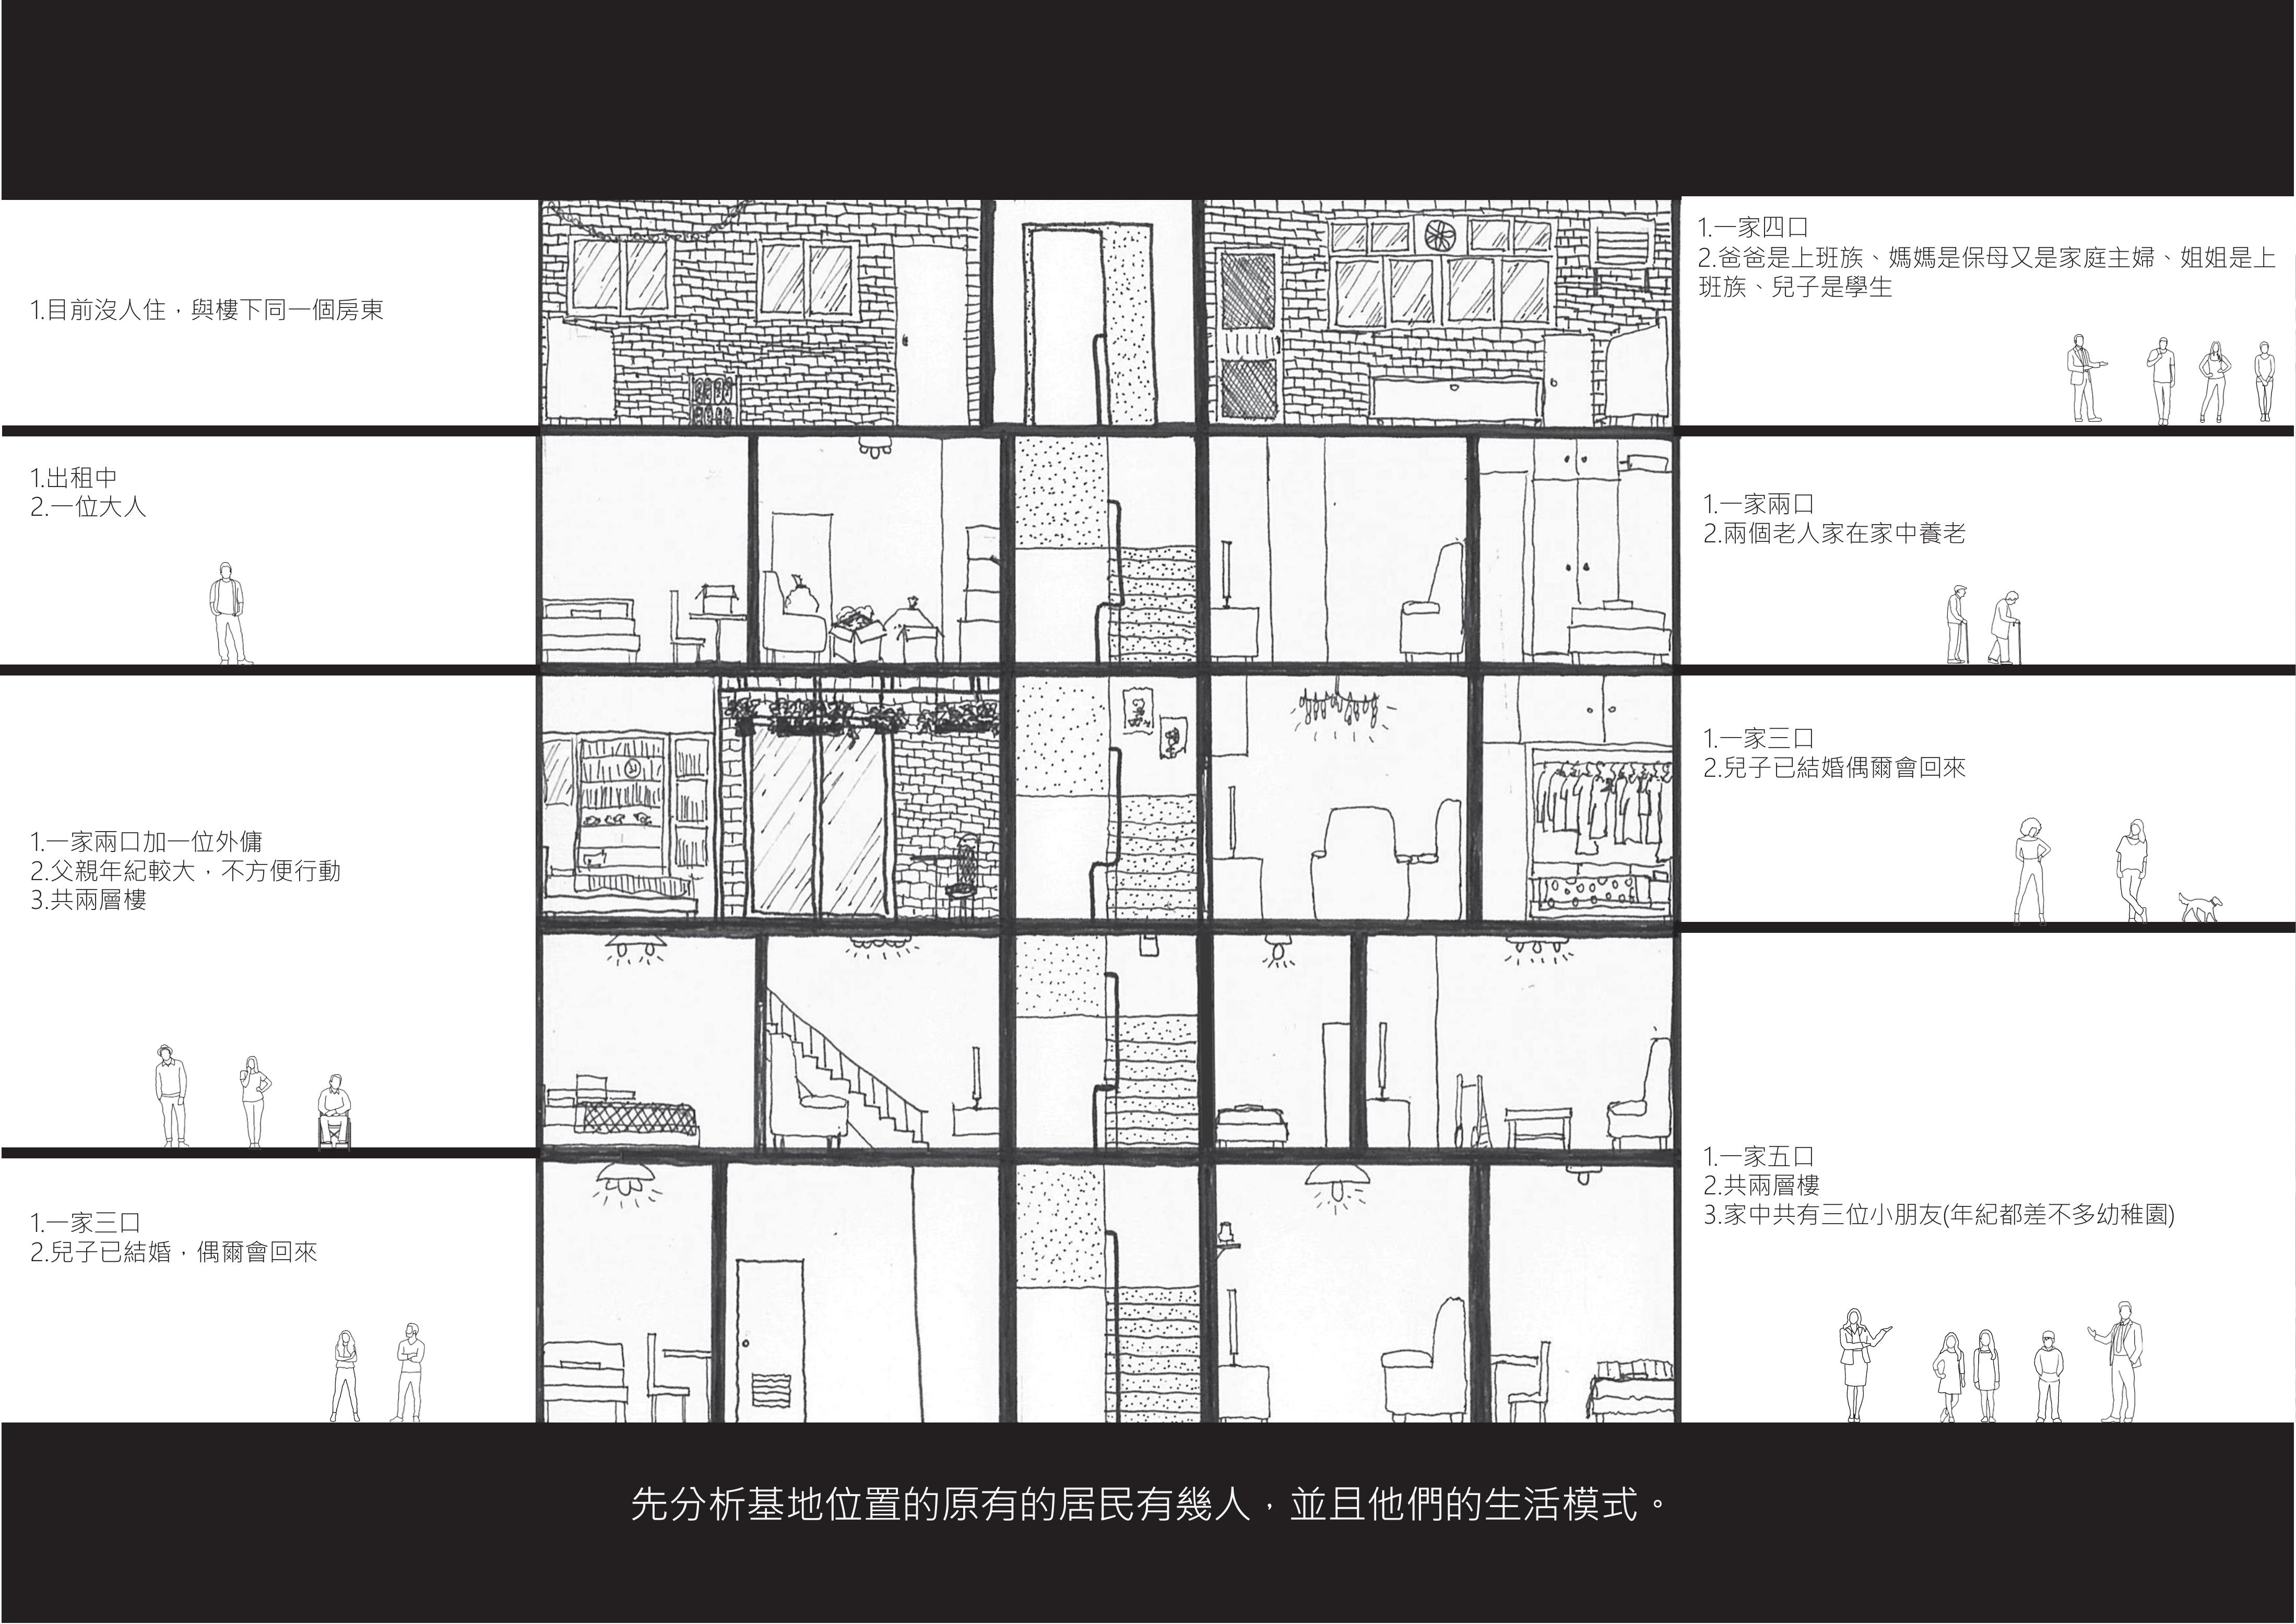 1.目前沒人住，與樓下同一個房東
1.出租中
2.一位大人
1.一家兩口加一位外傭
2.父親年紀較大，不方便行動
3.共兩層樓
1.一家三口
2.兒子已結婚，偶爾會回來
1.一家四口
2.爸爸是上班族、媽媽是保母又是家庭主婦、姐姐是上
班族、兒子是學生
1.一家兩口
2.兩個老人家在家中養老
1.一家三口
2.兒子已結婚偶爾會回來
1.一家五口
2.共兩層樓
3.家中共有三位小朋友(年紀都差不多幼稚園)
先分析基地位置的原有的居民有幾人，並且他們的生活模式。